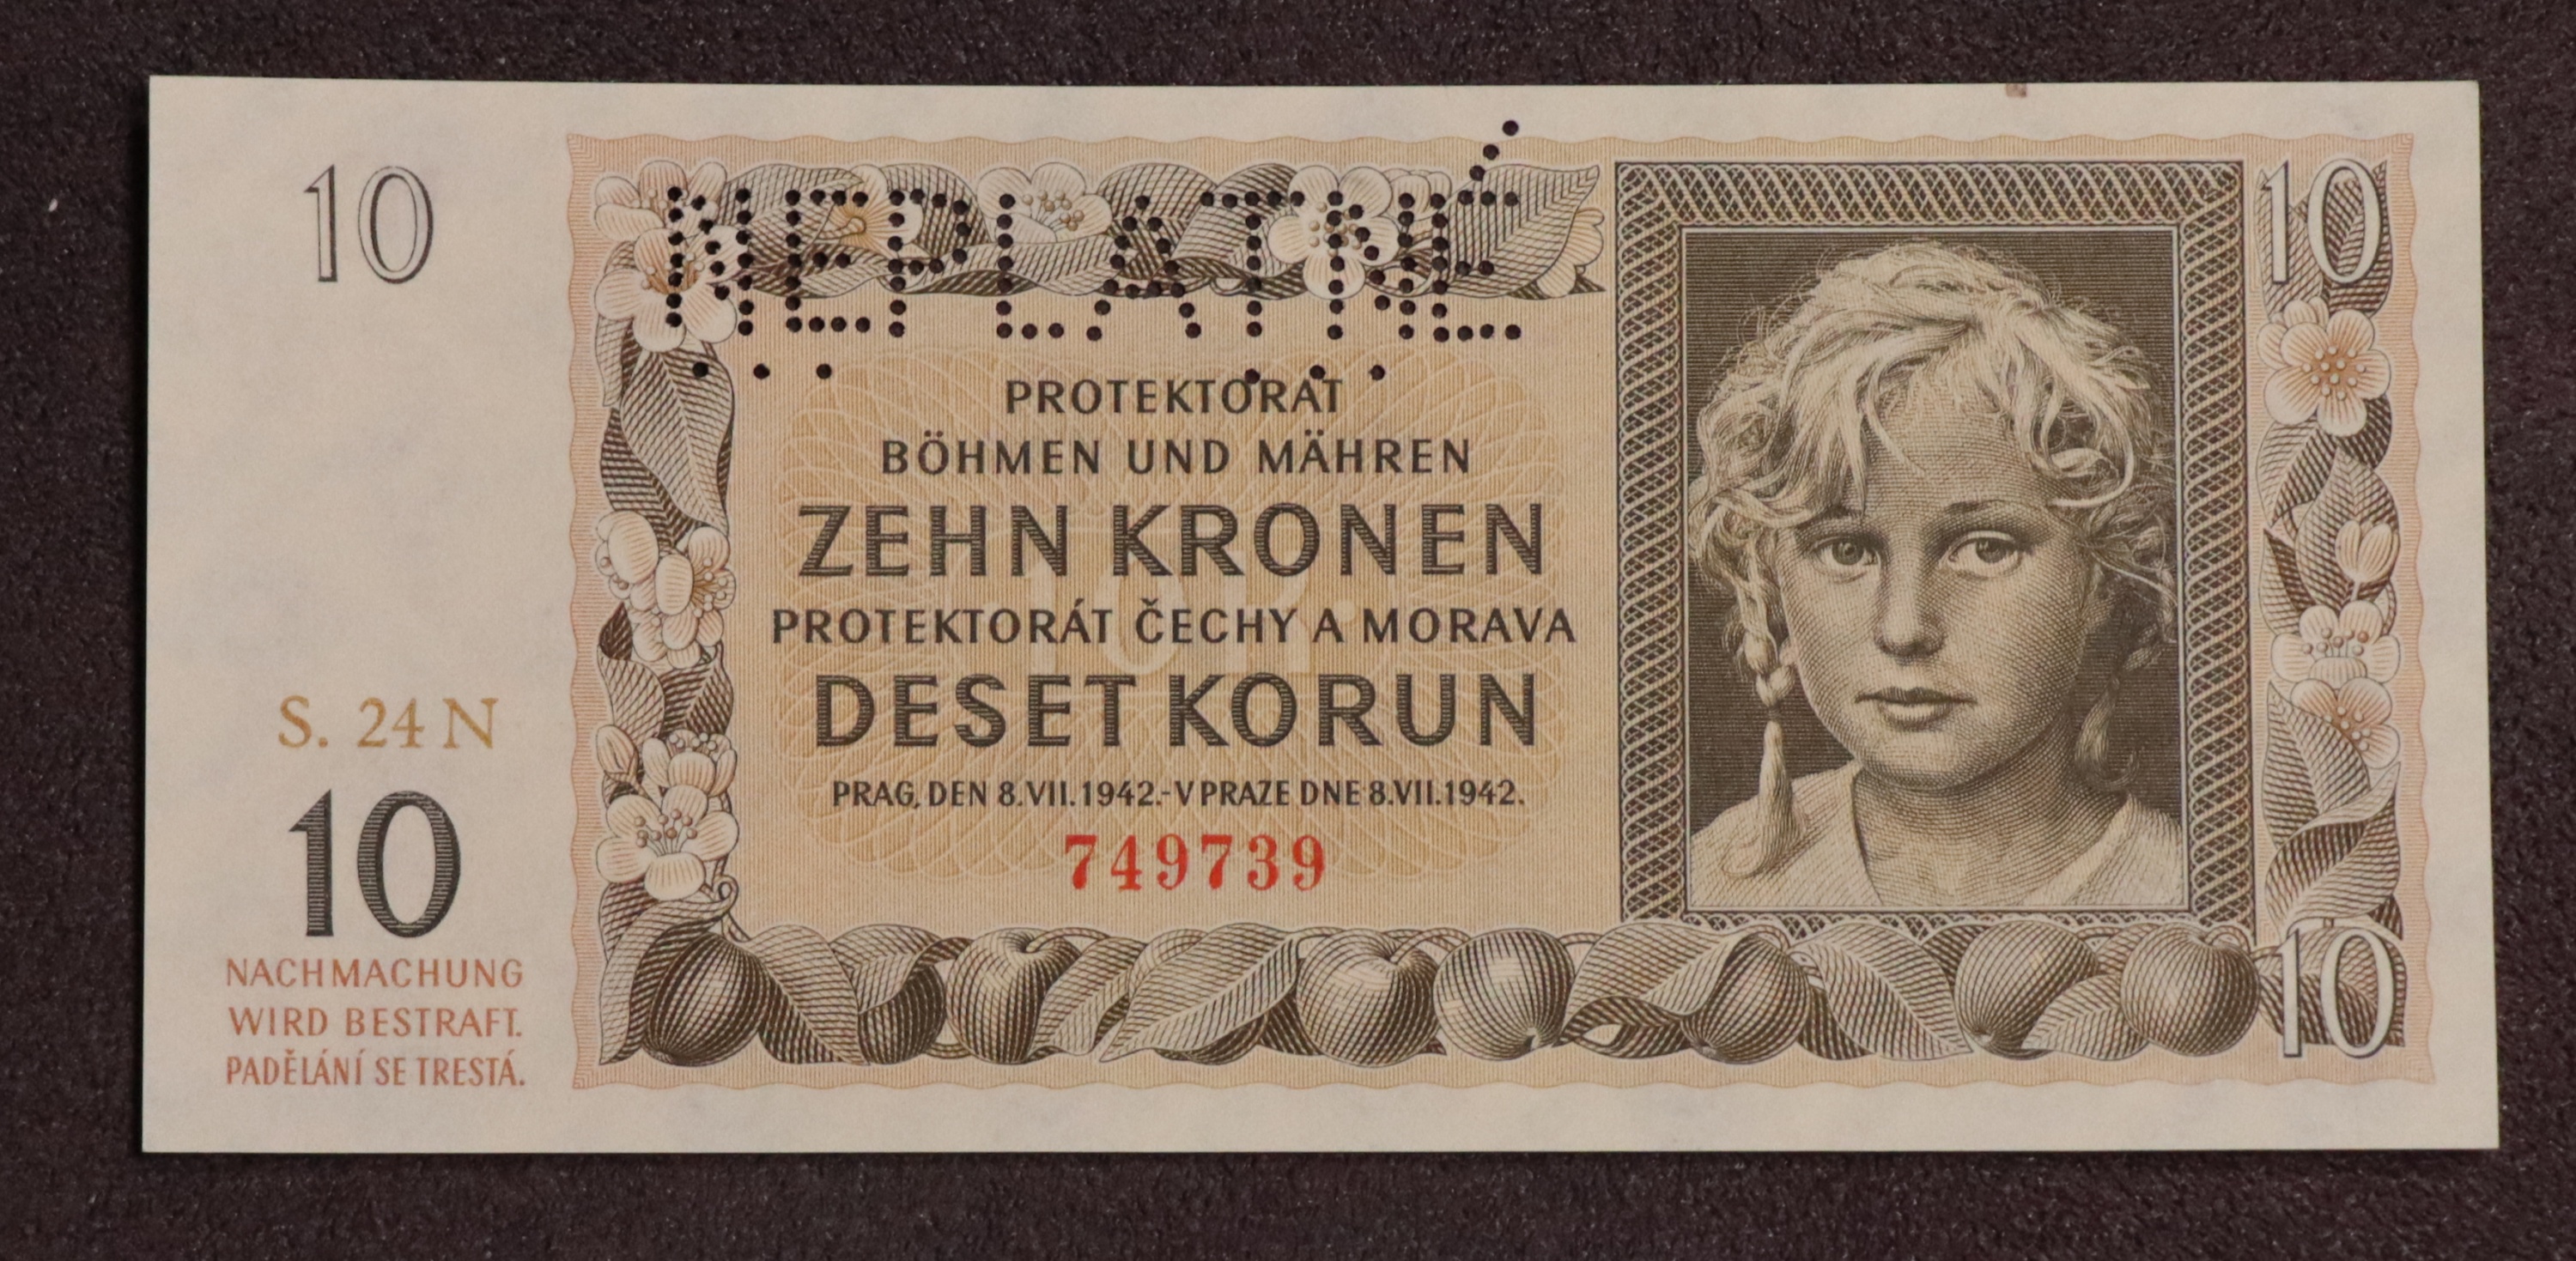 10
NEPLATNÉ
10
PROTEKTORAT
BÖHMEN UND MÄHREN
ZEHN KRONEN
PROTEKTORÁT ČECHY A MORAVA
DESET KORUN
PRAG, DEN 8.VII.1942.-V PRAZE DNE 8.VII.1942.
749739
S. 24 N
10
NACHMACHUNG
WIRD BESTRAFT.
PADĚLÁNÍ SE TRESTÁ.
10